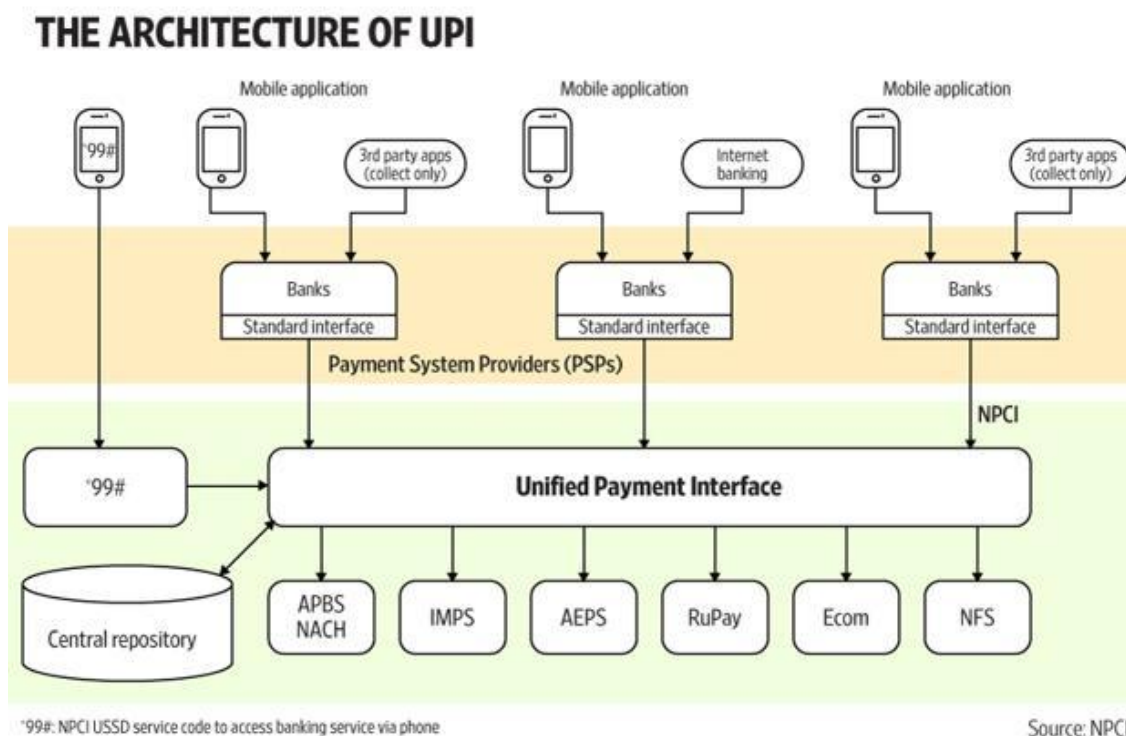 THE ARCHITECTURE OF UPI
Mobile application
Mobile application
Mobile application
*99#
3rd party apps
(collect only)
Internet
banking
3rd party apps
(collect only)
Banks
Standard interface
Banks
Standard interface
Banks
Standard interface
Payment System Providers (PSPs)
NPCI
*99#
Unified Payment Interface
Central repository
APBS
NACH
IMPS
AEPS
RuPay
Ecom
NFS
*99#: NPCI USSD service code to access banking service via phone
Source: NPCI